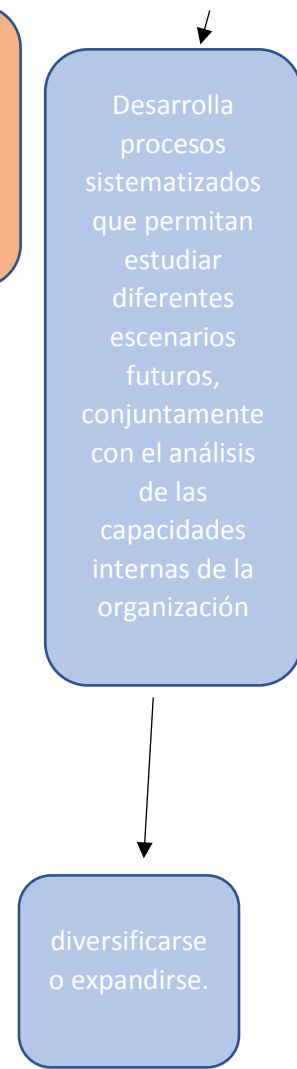 Desarrolla
procesos
sistematizados
que permitan
estudiar
diferentes
escenarios
futuros,
conjuntamente
con el análisis
de las
capacidades
internas de la
organización
diversificarse
o expandirse.